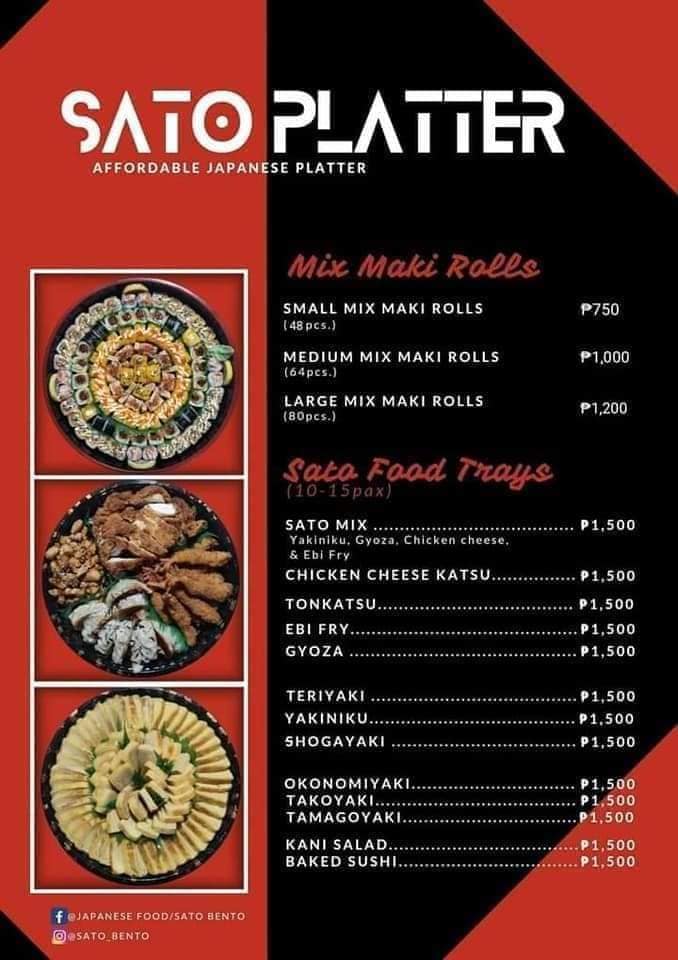 SATO PLATTER
AFFORDABLE JAPANESE PLATTER
Mix Maki Rolls
SMALL MIX MAKI ROLLS ₱750
(48pcs.)
MEDIUM MIX MAKI ROLLS ₱1,000
(64pcs.)
LARGE MIX MAKI ROLLS ₱1,200
(80pcs.)
Sato Food Trays
(10-15pax)
SATO MIX .................................. ₱1,500
Yakiniku, Gyoza, Chicken cheese,
& Ebi Fry
CHICKEN CHEESE KATSU.............. ₱1,500
TONKATSU................................. ₱1,500
EBI FRY...................................... ₱1,500
GYOZA ...................................... ₱1,500
TERIYAKI ................................... ₱1,500
YAKINIKU................................... ₱1,500
SHOGAYAKI ............................... ₱1,500
OKONOMIYAKI............................ ₱1,500
TAKOYAKI.................................. ₱1,500
TAMAGOYAKI.............................. ₱1,500
KANI SALAD................................ ₱1,500
BAKED SUSHI.............................. ₱1,500
@JAPANESE FOOD/SATO BENTO
@SATO_BENTO